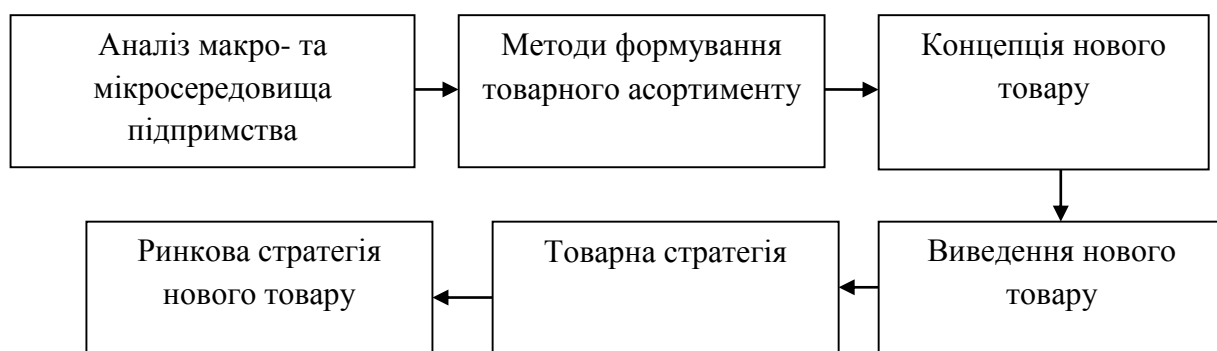 Аналіз макро- та
мікросередовища
підпримства
Методи формування
товарного асортименту
Концепція нового
товару
Виведення нового
товару
Товарна стратегія
Ринкова стратегія
нового товару